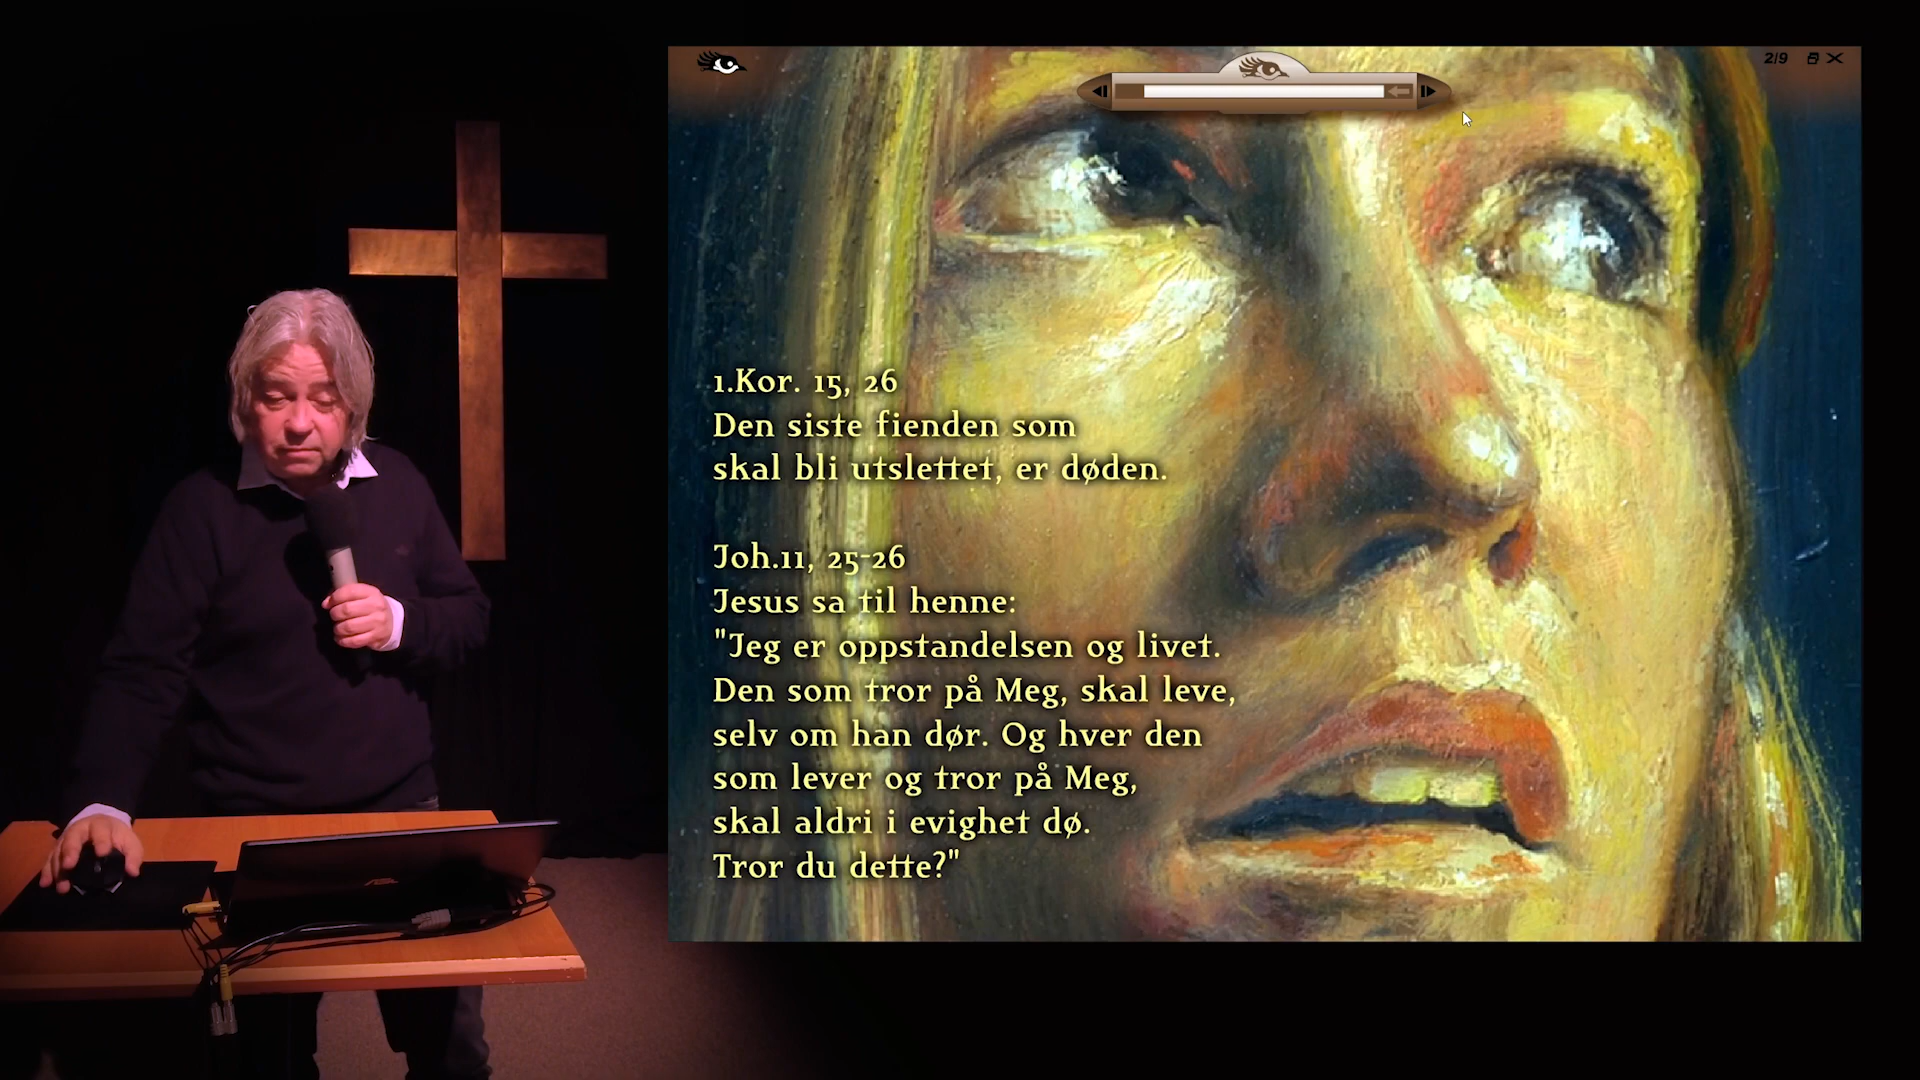 2/9
1.Kor. 15, 26
Den siste fienden som
skal bli utslettet, er døden.
Joh.11, 25-26
Jesus sa til henne:
"Jeg er oppstandelsen og livet.
Den som tror på Meg, skal leve,
selv om han dør. Og hver den
som lever og tror på Meg,
skal aldri i evighet dø.
Tror du dette?"